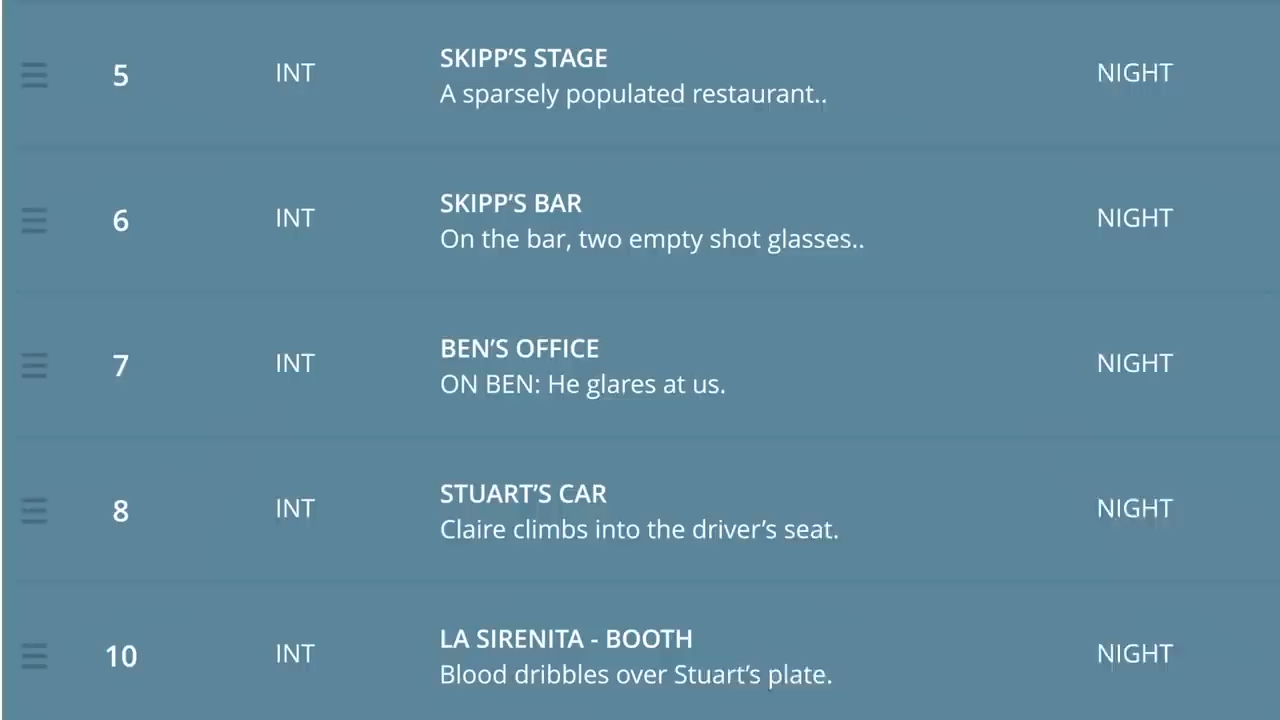 5 INT SKIPP’S STAGE NIGHT
A sparsely populated restaurant..
6 INT SKIPP’S BAR NIGHT
On the bar, two empty shot glasses..
7 INT BEN’S OFFICE NIGHT
ON BEN: He glares at us.
8 INT STUART’S CAR NIGHT
Claire climbs into the driver’s seat.
10 INT LA SIRENITA - BOOTH NIGHT
Blood dribbles over Stuart’s plate.